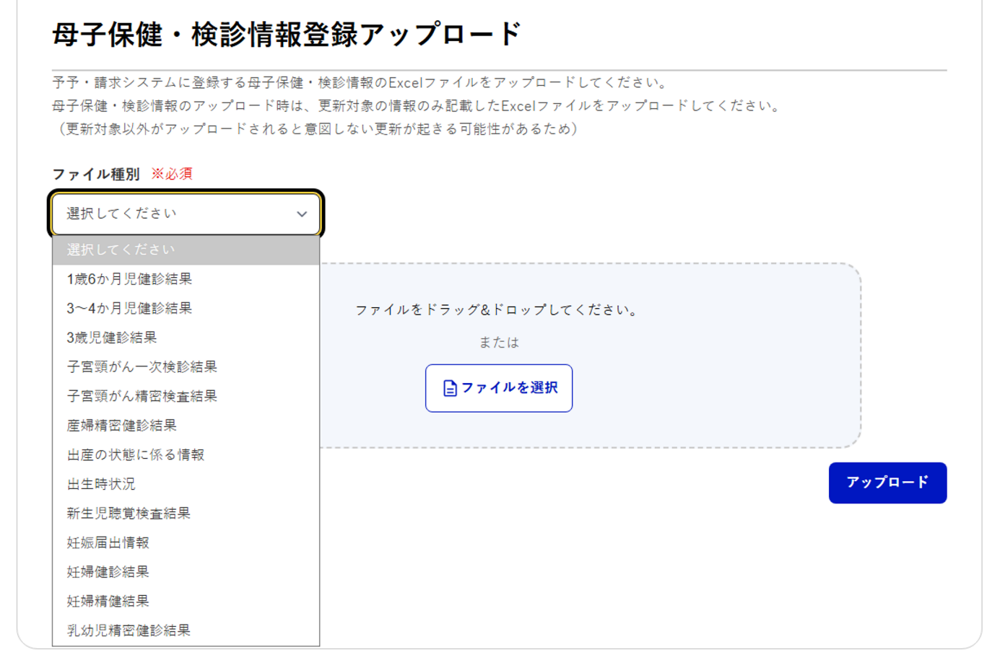 母子保健・検診情報登録アップロード
予予・請求システムに登録する母子保健・検診情報のExcelファイルをアップロードしてください。
母子保健・検診情報のアップロード時は、更新対象の情報のみ記載したExcelファイルをアップロードしてください。
（更新対象以外がアップロードされると意図しない更新が起きる可能性があるため）
ファイル種別 ※必須
選択してください
選択してください
1歳6か月児健診結果
3～4か月児健診結果
3歳児健診結果
子宮頸がん一次検診結果
子宮頸がん精密検査結果
産婦精密健診結果
出産の状態に係る情報
出生時状況
新生児聴覚検査結果
妊娠届出情報
妊婦健診結果
妊婦精健結果
乳幼児精密健診結果
ファイルをドラッグ&ドロップしてください。
または
ファイルを選択
アップロード